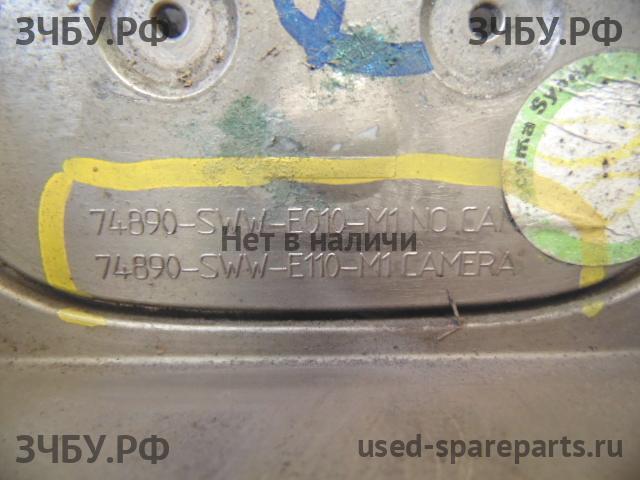 ЗЧБУ.РФ
ЗЧБУ.РФ
74890-SWW-E010-M1 NO CA
Нет в наличи
74890-SWW-E110-M1 CAMERA
ЗЧБУ.РФ
used-spareparts.ru